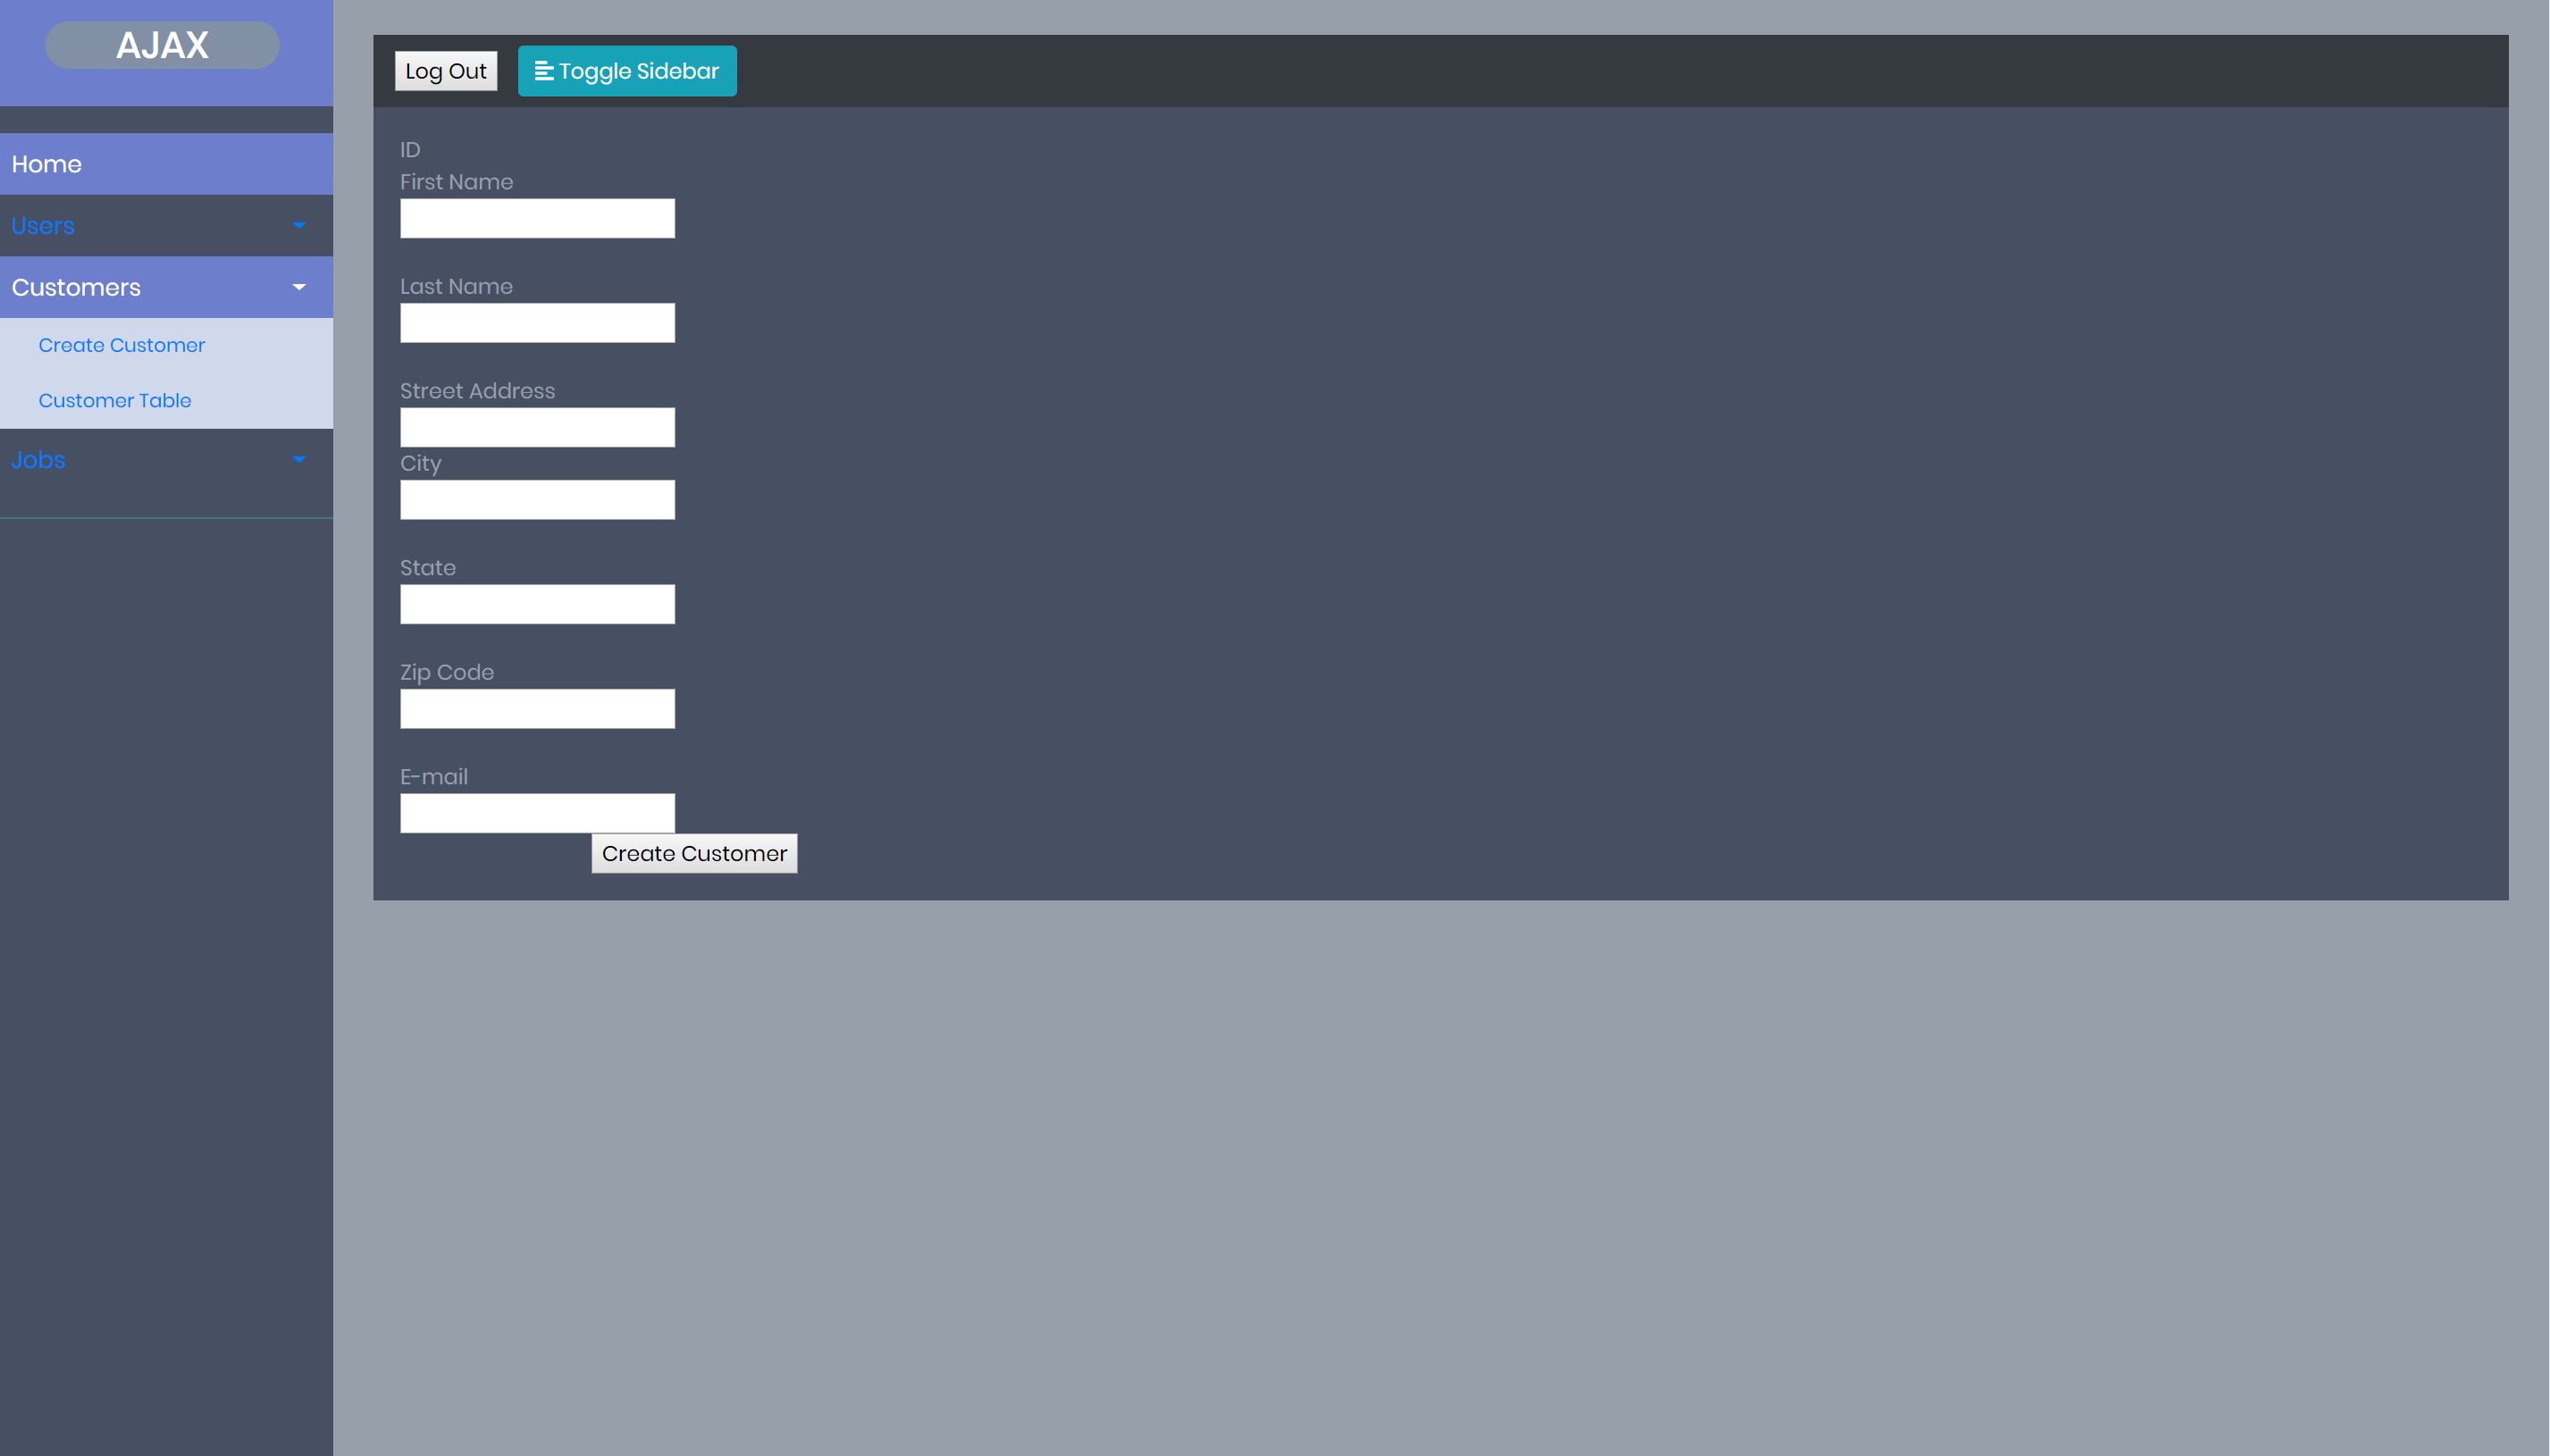 AJAX
Home
Users
Customers
Create Customer
Customer Table
Jobs
Log Out
Toggle Sidebar
ID
First Name
Last Name
Street Address
City
State
Zip Code
E-mail
Create Customer